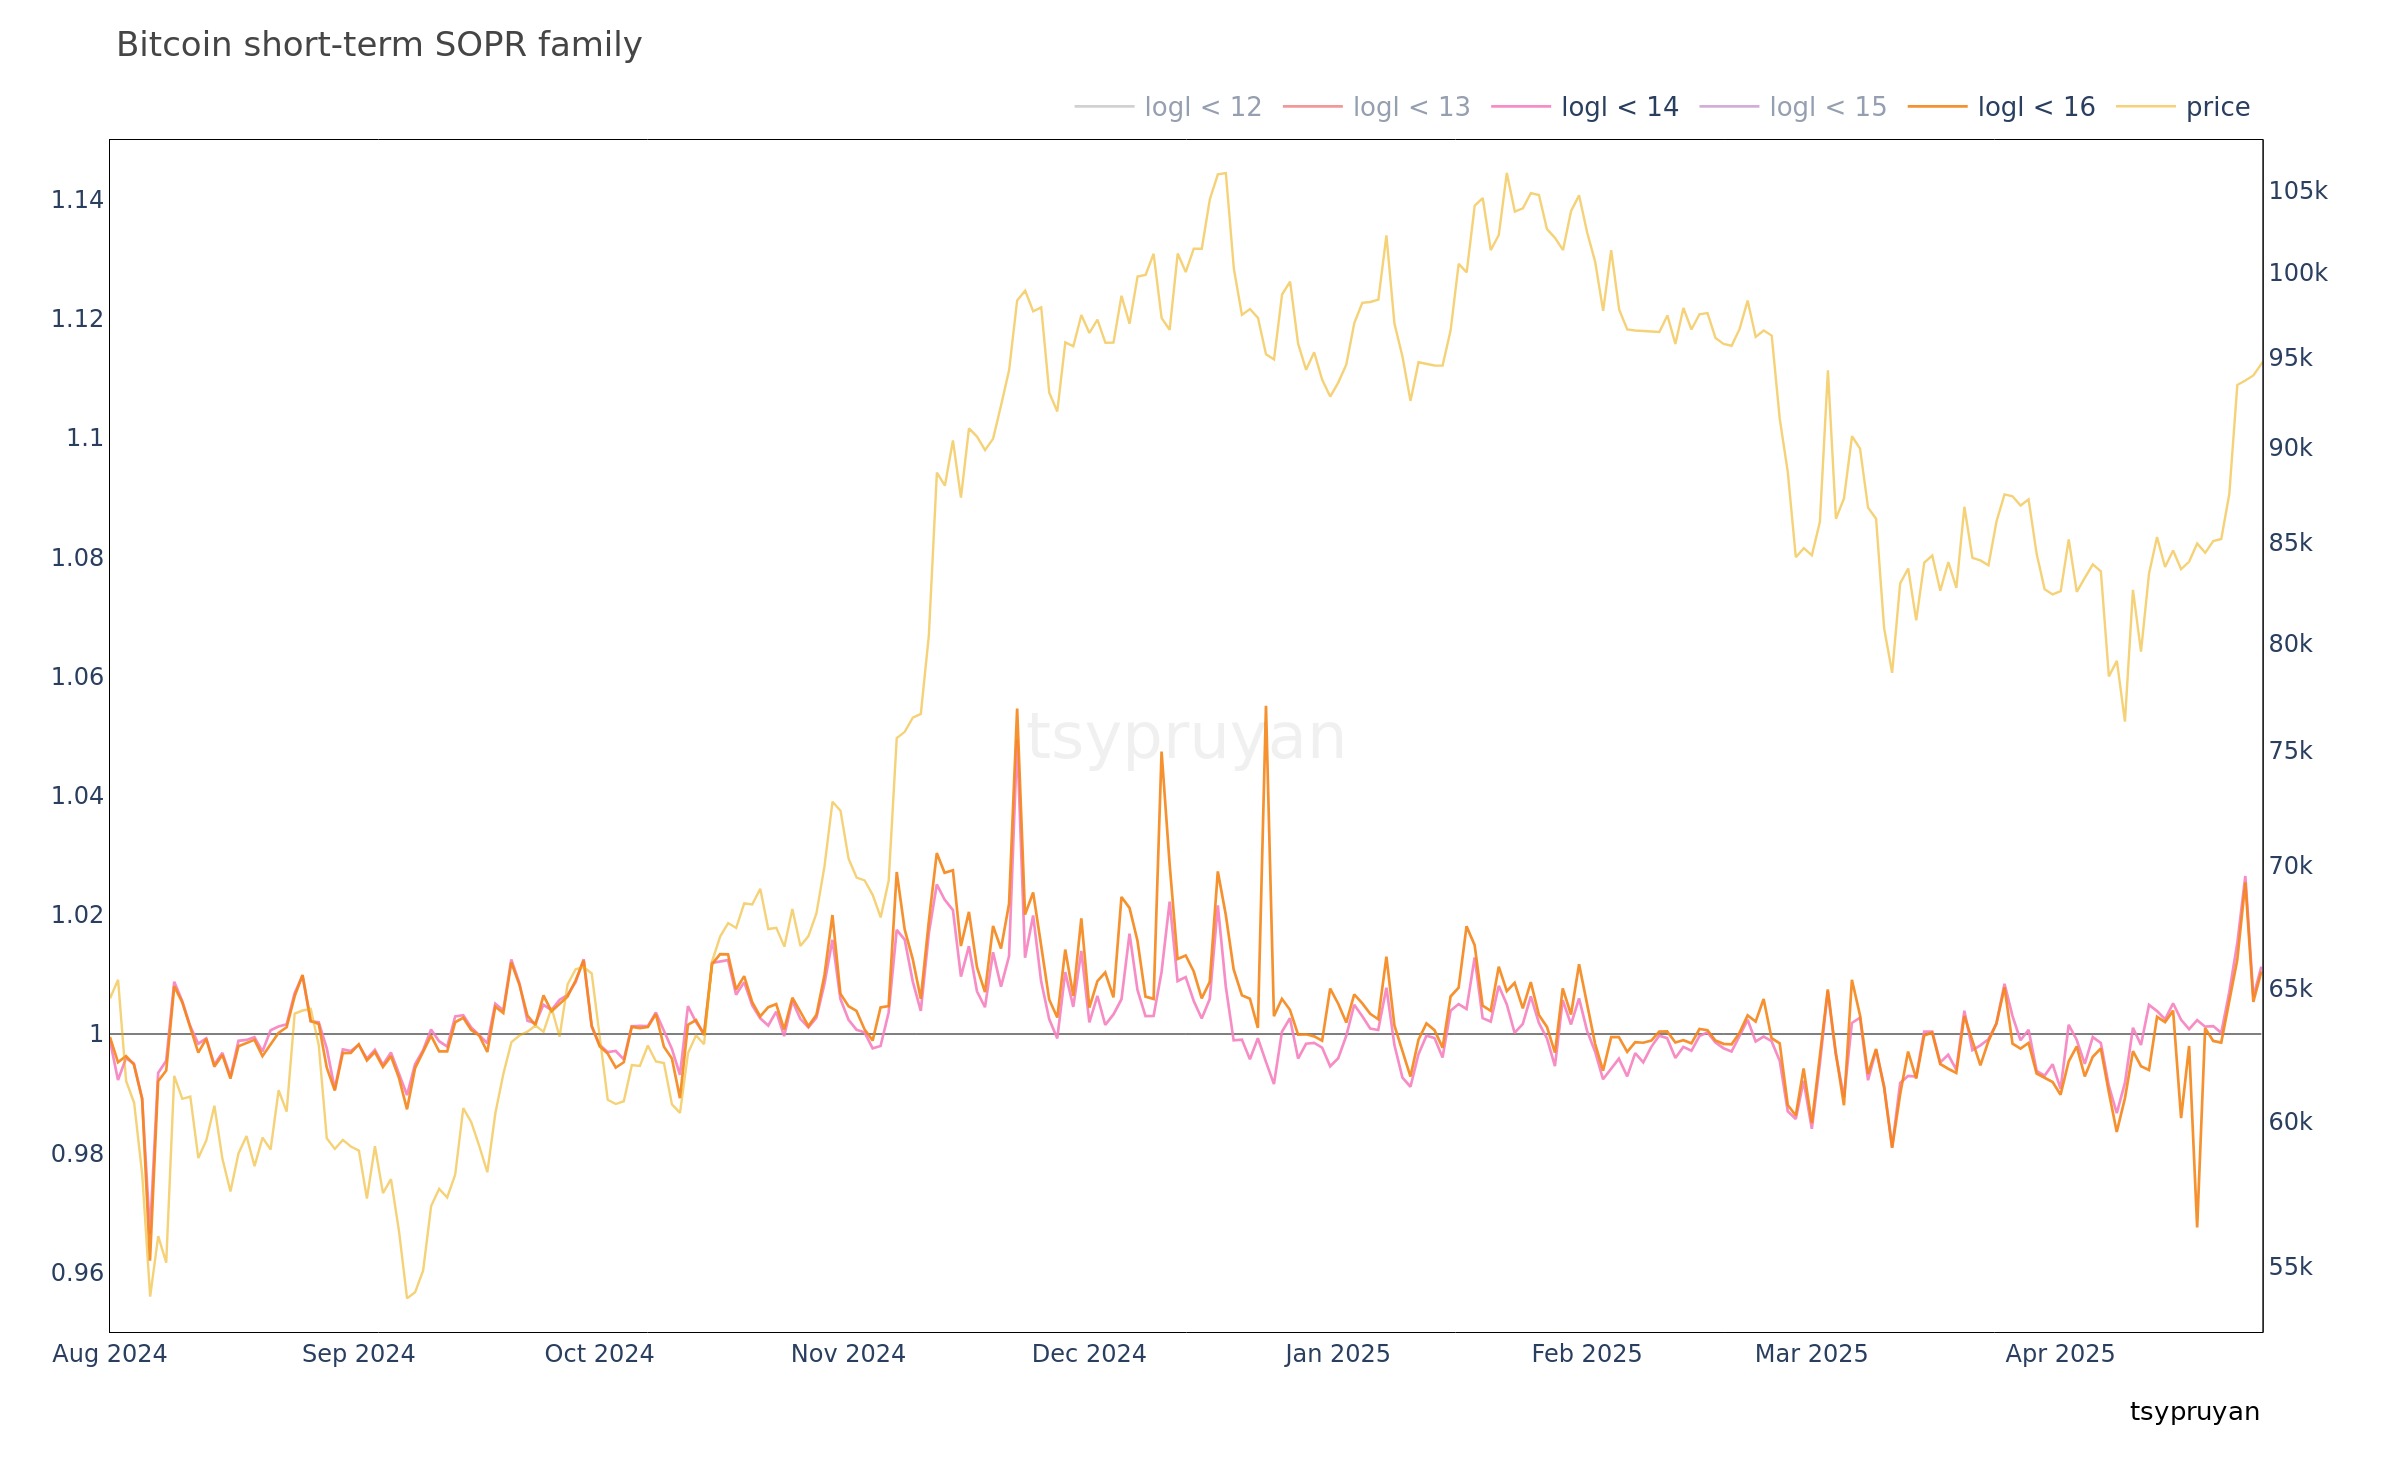 Bitcoin short-term SOPR family
logl < 12 logl < 13 logl < 14 logl < 15 logl < 16 price
1.14
1.12
1.1
1.08
1.06
1.04
1.02
1
0.98
0.96
105k
100k
95k
90k
85k
80k
75k
70k
65k
60k
55k
tsypruyan
Aug 2024 Sep 2024 Oct 2024 Nov 2024 Dec 2024 Jan 2025 Feb 2025 Mar 2025 Apr 2025
tsypruyan